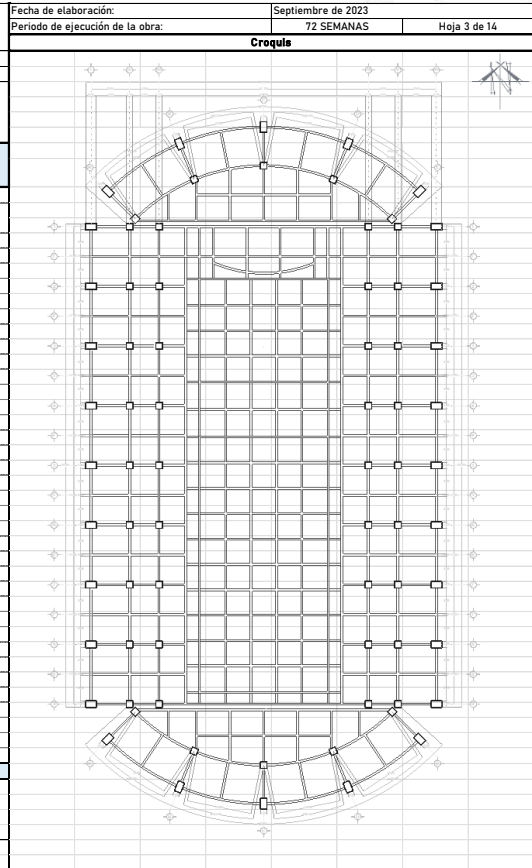 Fecha de elaboración: Septiembre de 2023
Periodo de ejecución de la obra: 72 SEMANAS Hoja 3 de 14
Croquis